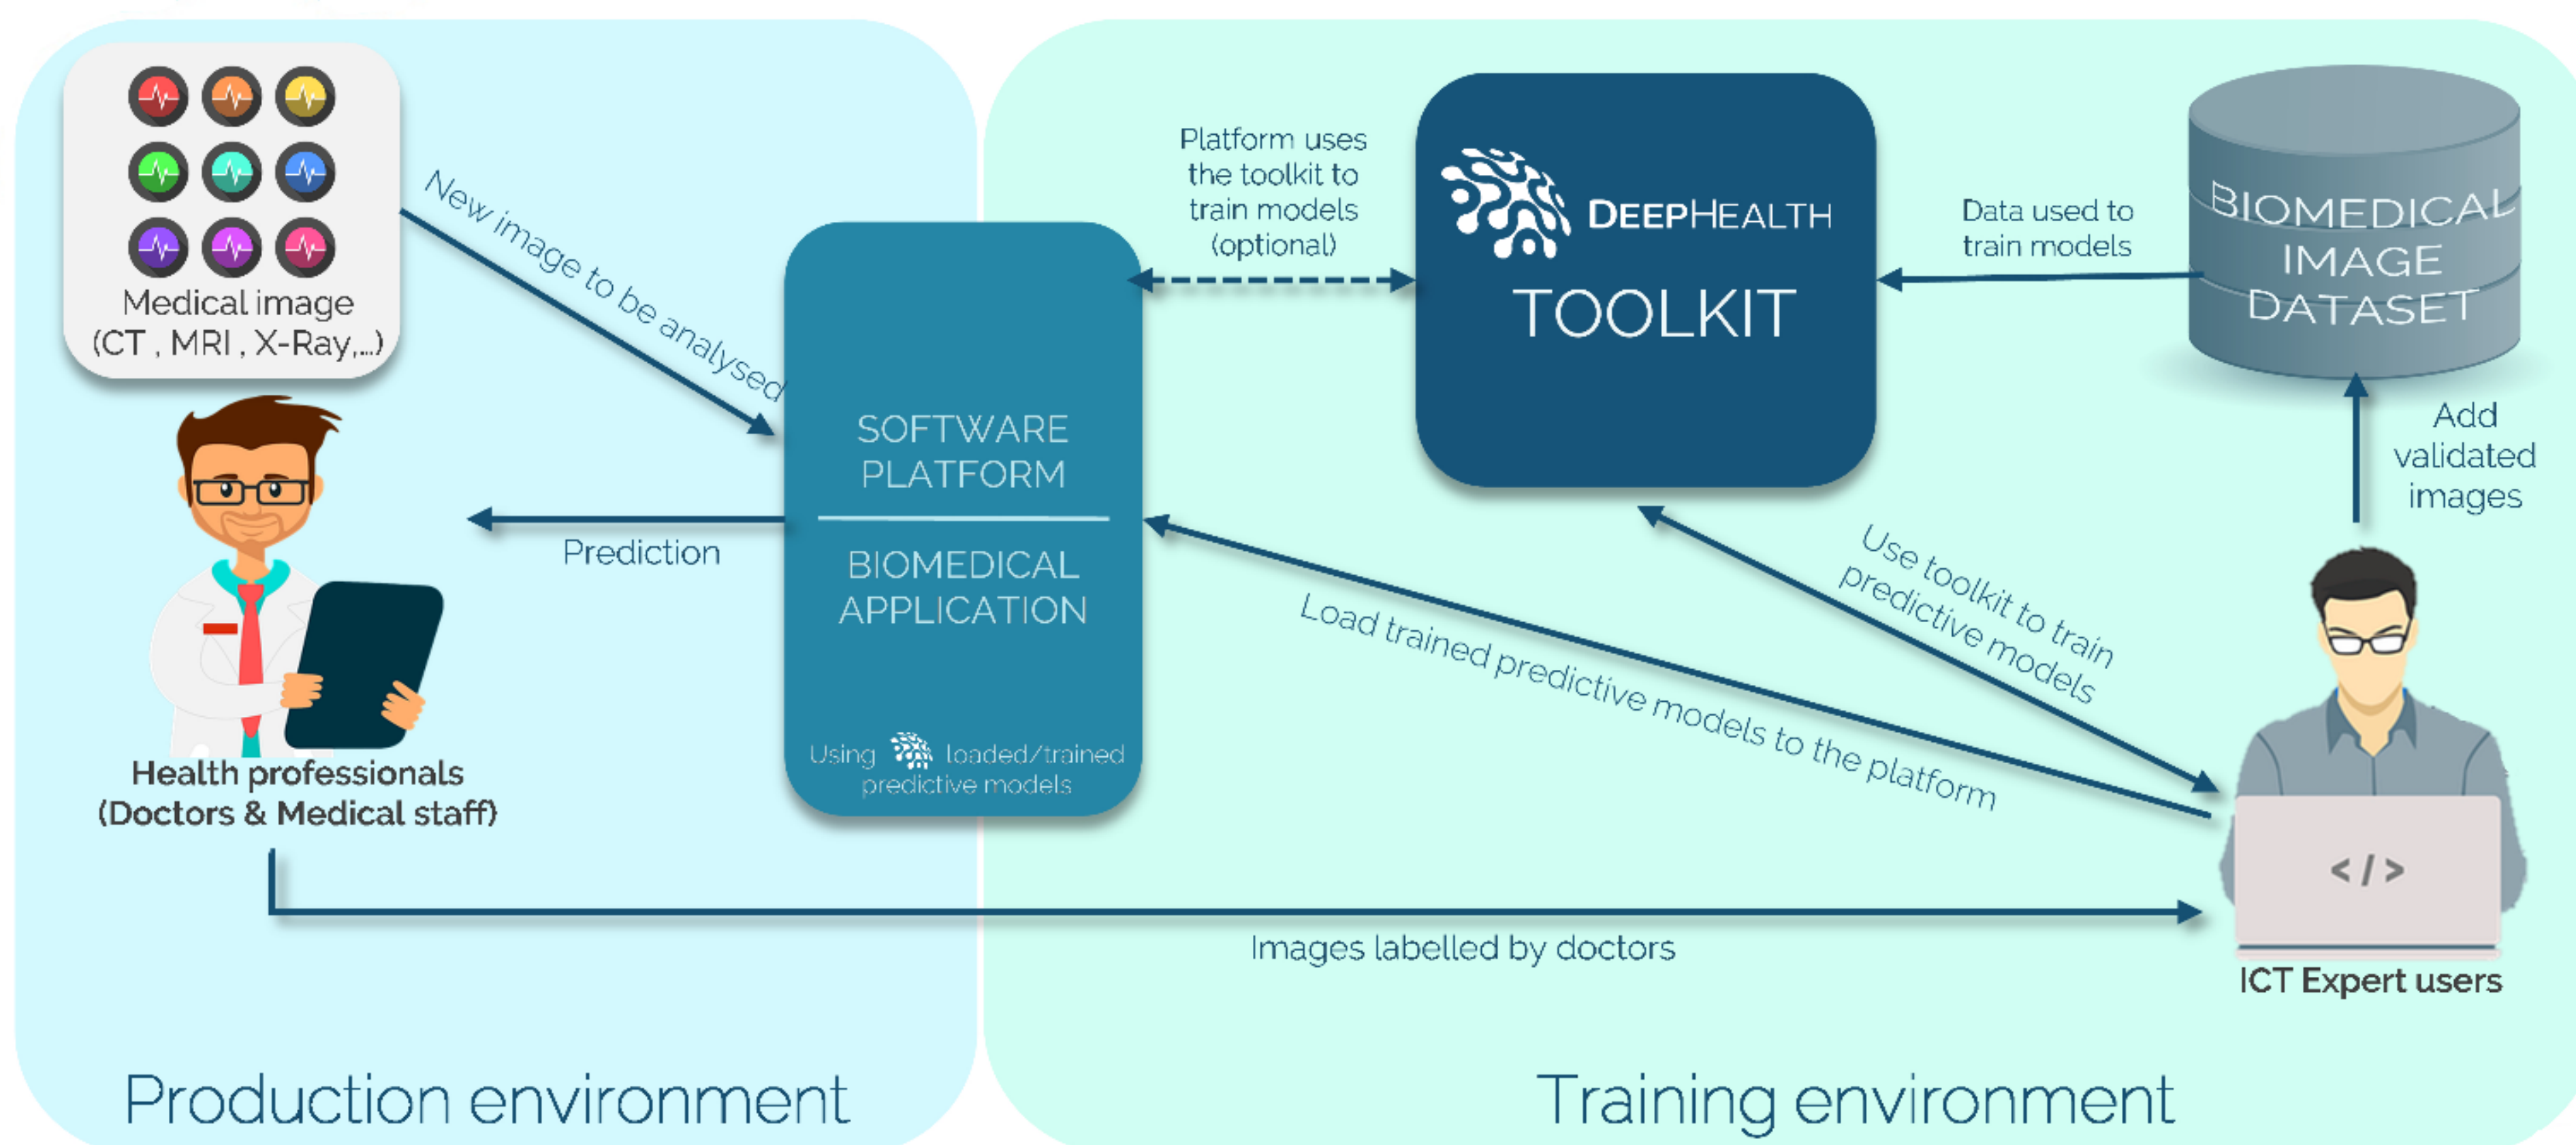 Medical image
(CT , MRI , X-Ray,...)
New image to be analysed
Prediction
Health professionals
(Doctors & Medical staff)
SOFTWARE
PLATFORM
BIOMEDICAL
APPLICATION
Using loaded/trained
predictive models
Platform uses
the toolkit to
train models
(optional)
DEEPHEALTH
TOOLKIT
Data used to
train models
BIOMEDICAL
IMAGE
DATASET
Add
validated
images
Use toolkit to train
predictive models
Load trained predictive models to the platform
</>
ICT Expert users
Images labelled by doctors
Production environment
Training environment